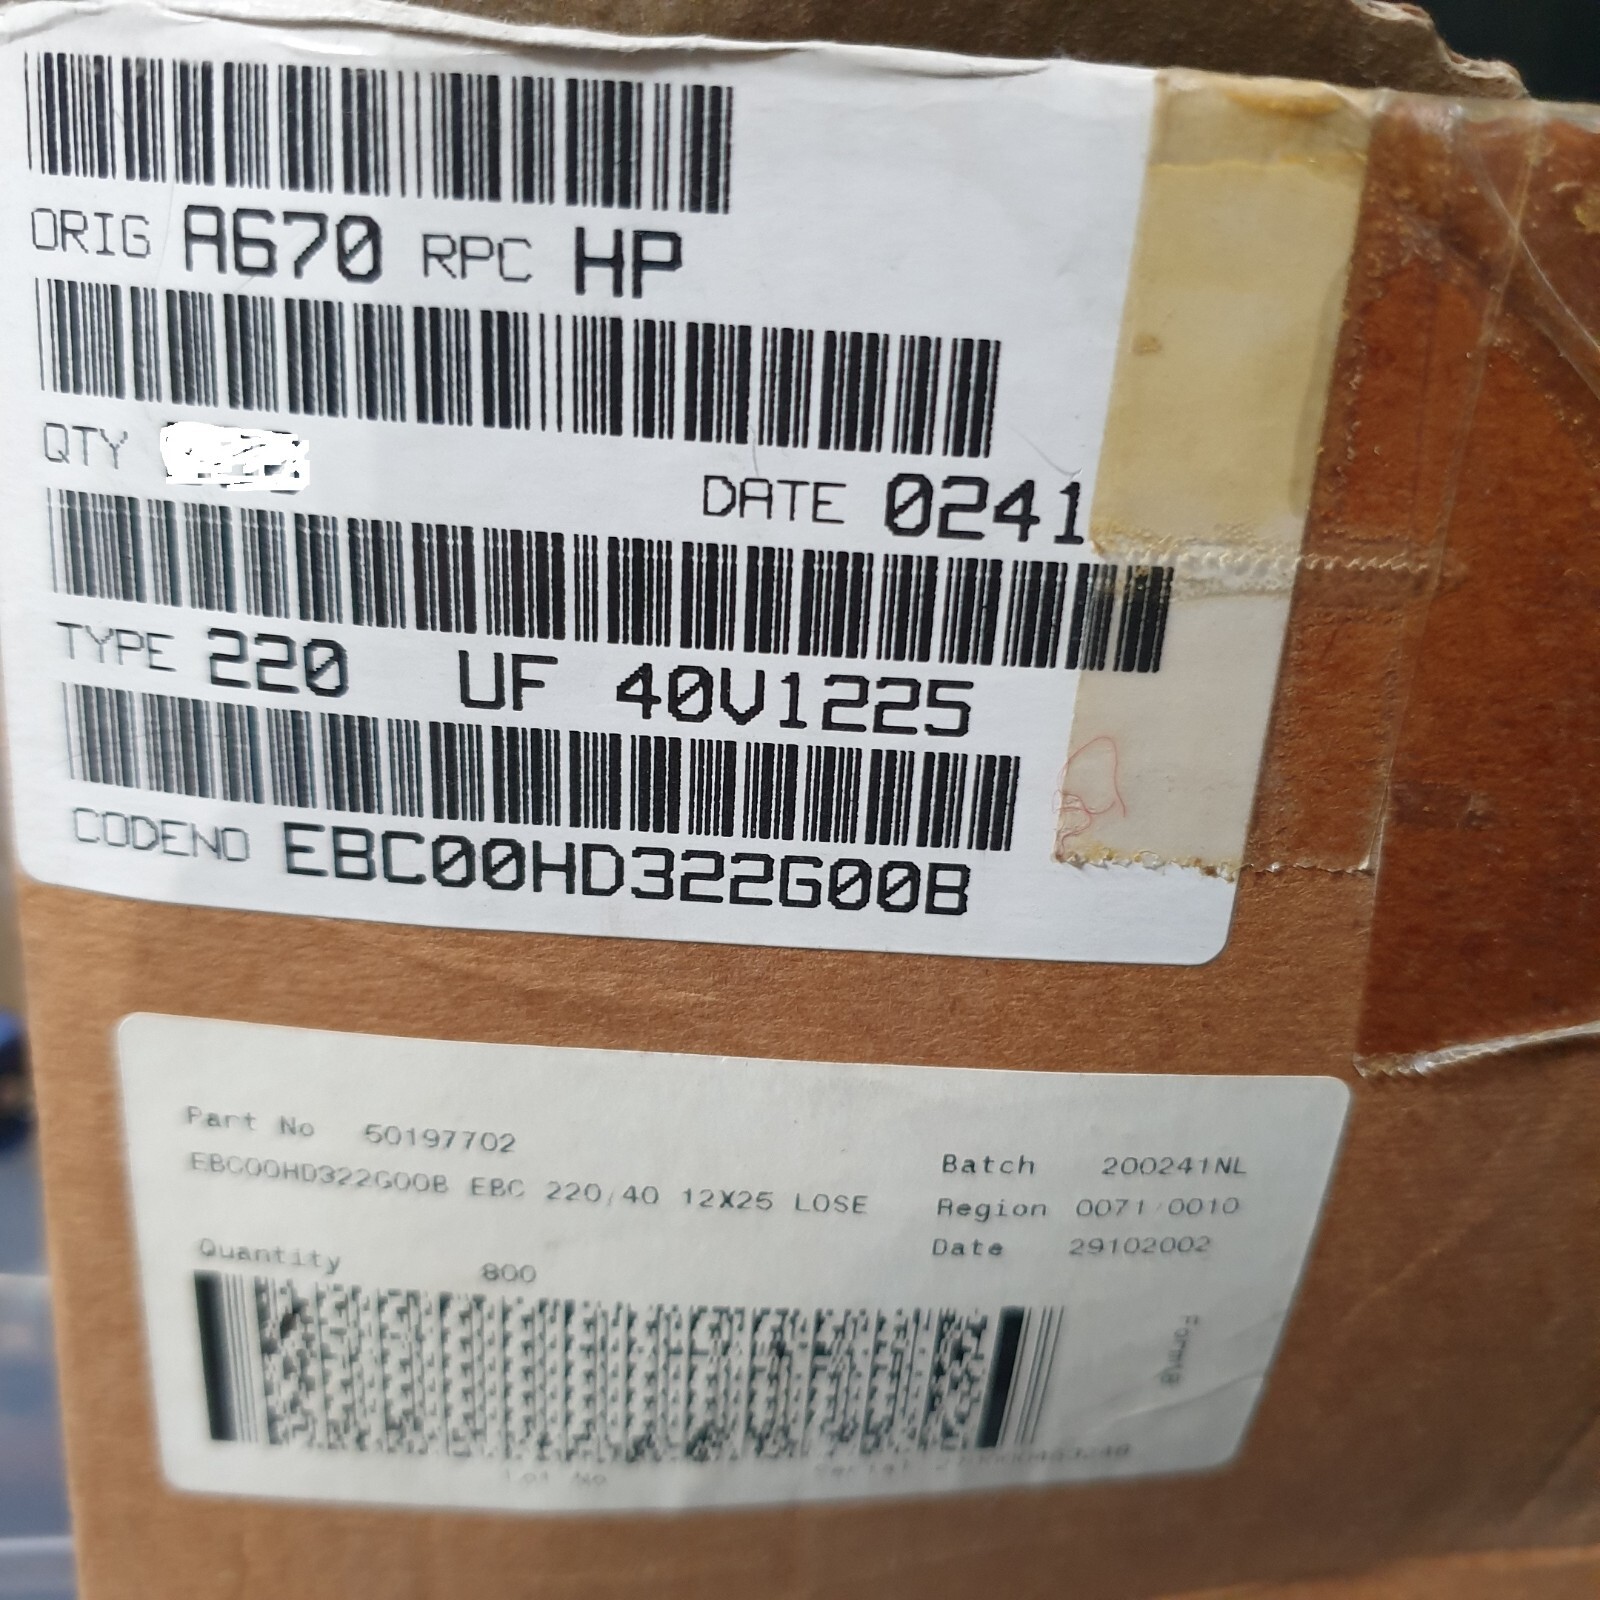 ORIG A670 RPC HP
QTY
DATE 0241
TYPE 220 UF 40V1225
CODENO EBC00HD322G00B
Part No 50197702
EBC00HD322G00B EBC 220/40 12X25 LOSE
Batch 200241NL
Region 0071/0010
Date 29102002
Quantity 800
Lot No
Serial